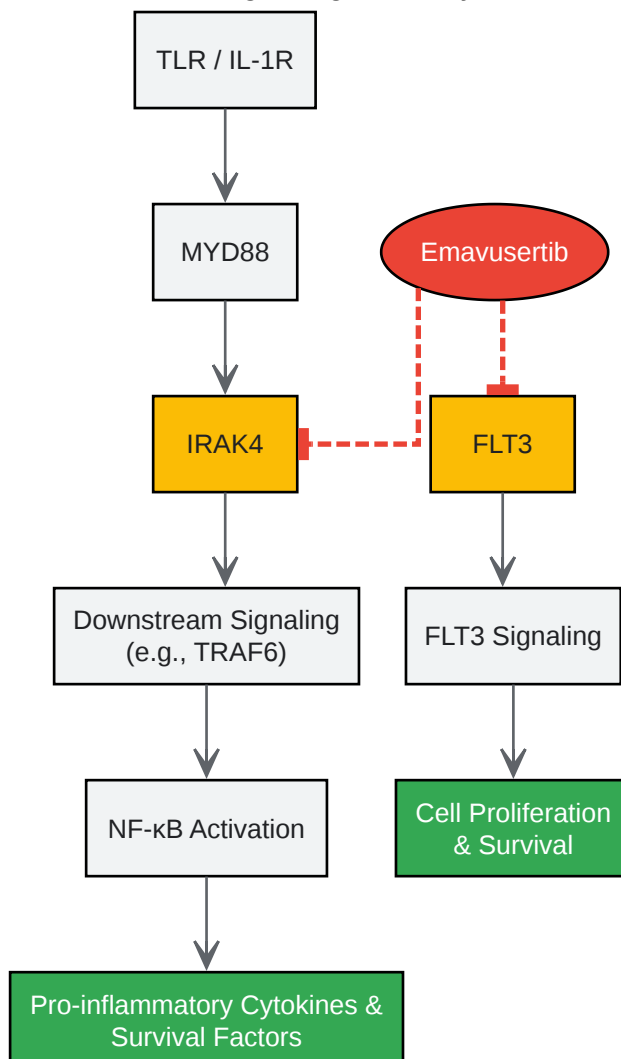 TLR / IL-1R
MYD88
Emavusertib
IRAK4
FLT3
Downstream Signaling
(e.g., TRAF6)
FLT3 Signaling
NF-κB Activation
Cell Proliferation
& Survival
Pro-inflammatory Cytokines &
Survival Factors